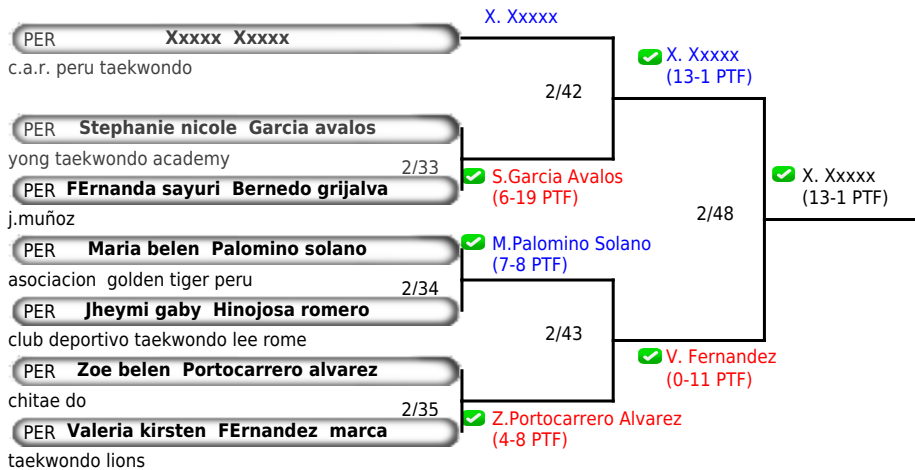 X. Xxxxx
PER Xxxxx Xxxxx
c.a.r. peru taekwondo
X. Xxxxx
(13-1 PTF)
2/42
PER Stephanie nicole Garcia avalos
yong taekwondo academy
2/33
S.Garcia Avalos
(6-19 PTF)
PER FErnanda sayuri Bernedo grijalva
j.muñoz
X. Xxxxx
(13-1 PTF)
2/48
PER Maria belen Palomino solano
M.Palomino Solano
(7-8 PTF)
asociacion golden tiger peru
2/34
PER Jheymi gaby Hinojosa romero
club deportivo taekwondo lee rome
2/43
V. Fernandez
(0-11 PTF)
PER Zoe belen Portocarrero alvarez
chitae do
2/35
Z.Portocarrero Alvarez
(4-8 PTF)
PER Valeria kirsten FErnandez marca
taekwondo lions